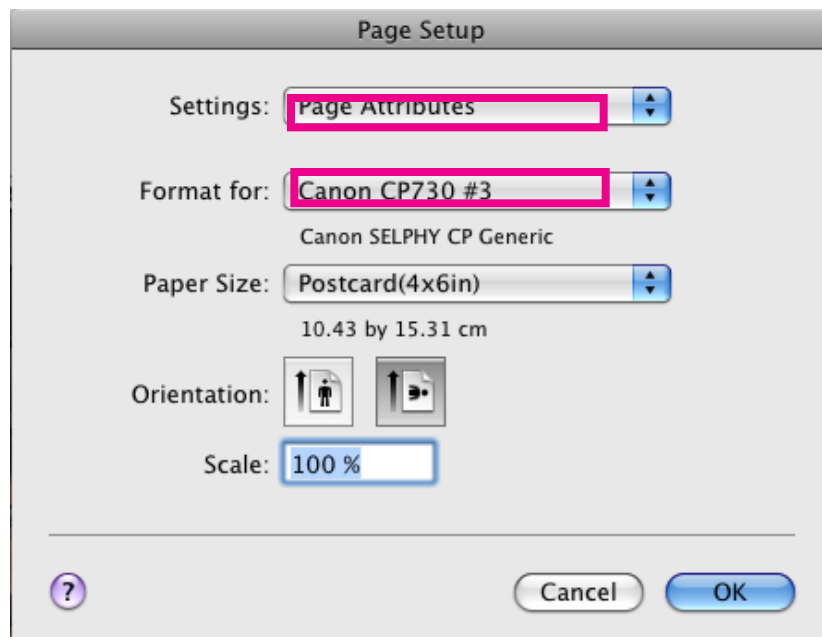 Page Setup
Settings: Page Attributes
Format for: Canon CP730 #3
Canon SELPHY CP Generic
Paper Size: Postcard(4x6in)
10.43 by 15.31 cm
Orientation:
Scale: 100 %
? Cancel OK